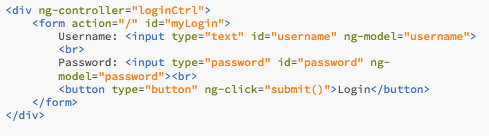 <div ng-controller="loginCtrl">
<form action="/" id="myLogin">
Username: <input type="text" id="username" ng-model="username">
<br>
Password: <input type="password" id="password" ng-
model="password"><br>
<button type="button" ng-click="submit()">Login</button>
</form>
</div>